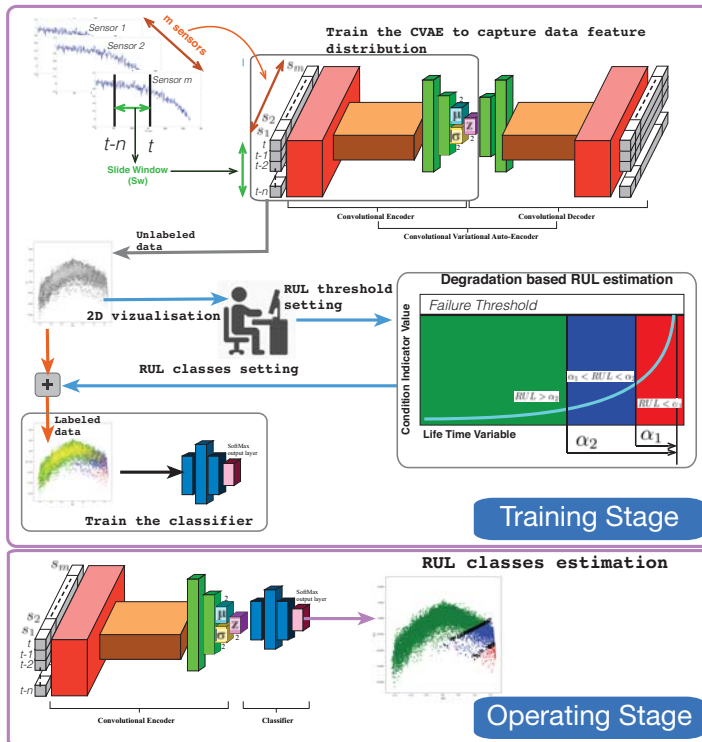 Sensor 1
Sensor 2
Sensor m
m sensors
t-n
t
Slide Window
(Sw)
Train the CVAE to capture data feature
distribution
s_m
s_2
s_1
t
t-1
t-2
t-n
2
μ
σ
z
2
2
Convolutional Encoder
Convolutional Decoder
Convolutional Variational Auto-Encoder
Unlabeled
data
2D vizualisation
RUL threshold
setting
RUL classes setting
+
Labeled
data
SoftMax
output layer
Train the classifier
Degradation based RUL estimation
Failure Threshold
Condition Indicator Value
RUL > α₂
α₁ < RUL < α
RUL < α
Life Time Variable
α₂
α₁
Training Stage
RUL classes estimation
s_m
s_2
s_1
t
t-1
t-2
t-n
2
μ
σ
z
2
2
SoftMax
output layer
Convolutional Encoder
Classifier
Operating Stage